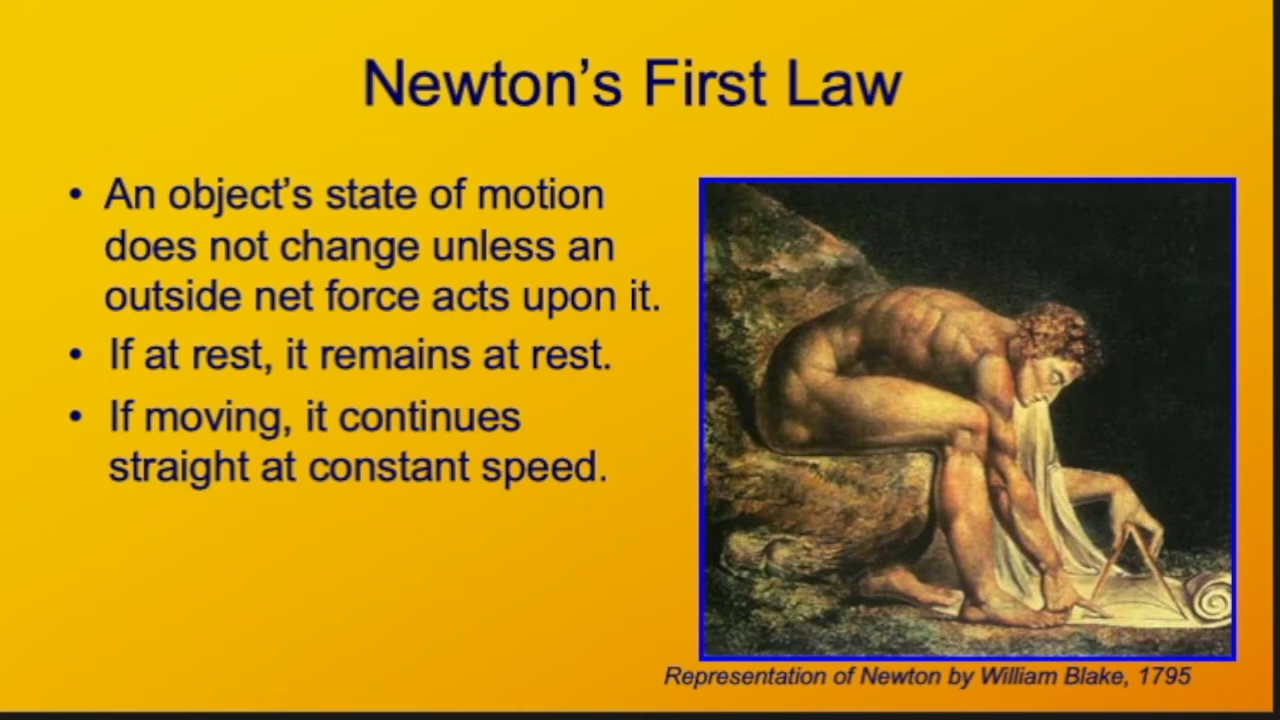 Newton’s First Law
• An object’s state of motion
does not change unless an
outside net force acts upon it.
• If at rest, it remains at rest.
• If moving, it continues
straight at constant speed.
Representation of Newton by William Blake, 1795